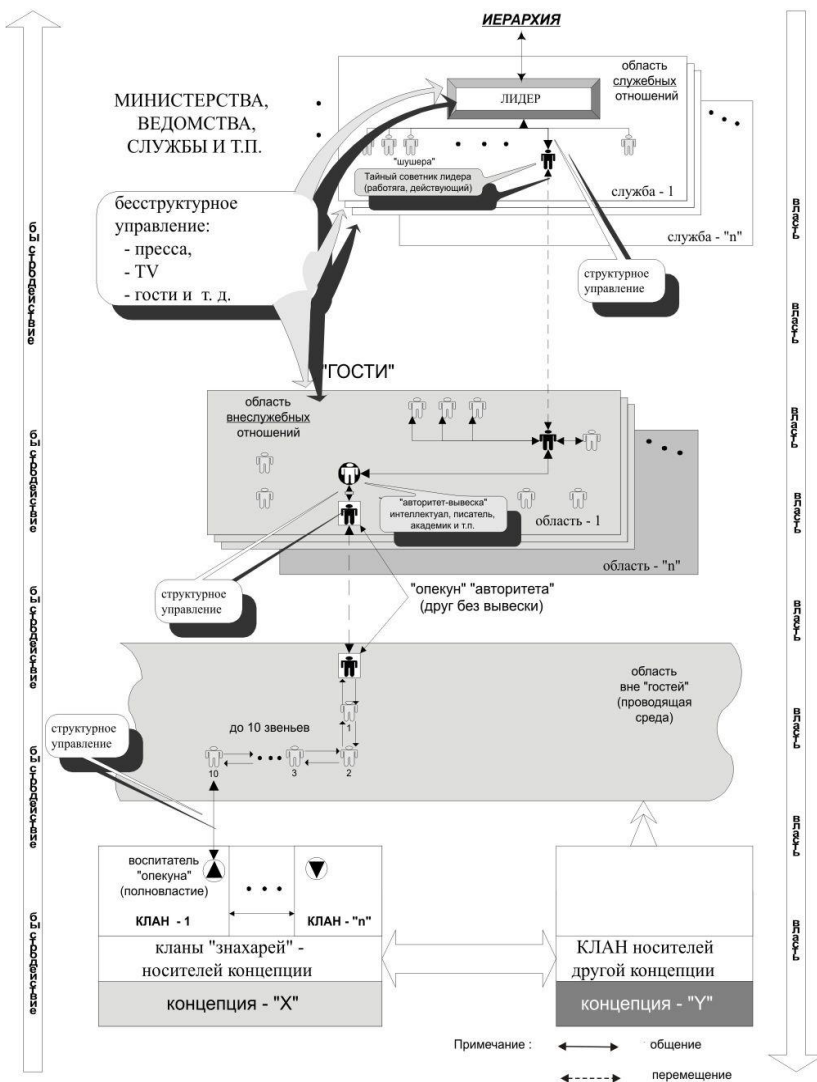 ИЕРАРХИЯ
область
служебных
отношений
МИНИСТЕРСТВА,
ВЕДОМСТВА,
СЛУЖБЫ И Т.П.
ЛИДЕР
"шушера"
Тайный советник лидера
(работяга, действующий)
служба - 1
служба - "n"
бесструктурное
управление:
- пресса,
- TV
- гости и т. д.
структурное
управление
"ГОСТИ"
область
внеслужебных
отношений
"авторитет-вывеска"
интеллектуал, писатель,
академик и т.п.
область - 1
область - "n"
структурное
управление
"опекун" "авторитета"
(друг без вывески)
область
вне "гостей"
(проводящая
среда)
до 10 звеньев
1
10
3
2
структурное
управление
воспитатель
"опекуна"
(полновластие)
КЛАН - 1
КЛАН - "n"
кланы "знахарей" -
носителей концепции
концепция - "X"
КЛАН носителей
другой концепции
концепция - "Y"
Примечание :
общение
перемещение
быстродействие
быстродействие
быстродействие
быстродействие
быстродействие
быстродействие
власть
власть
власть
власть
власть
власть
власть
власть